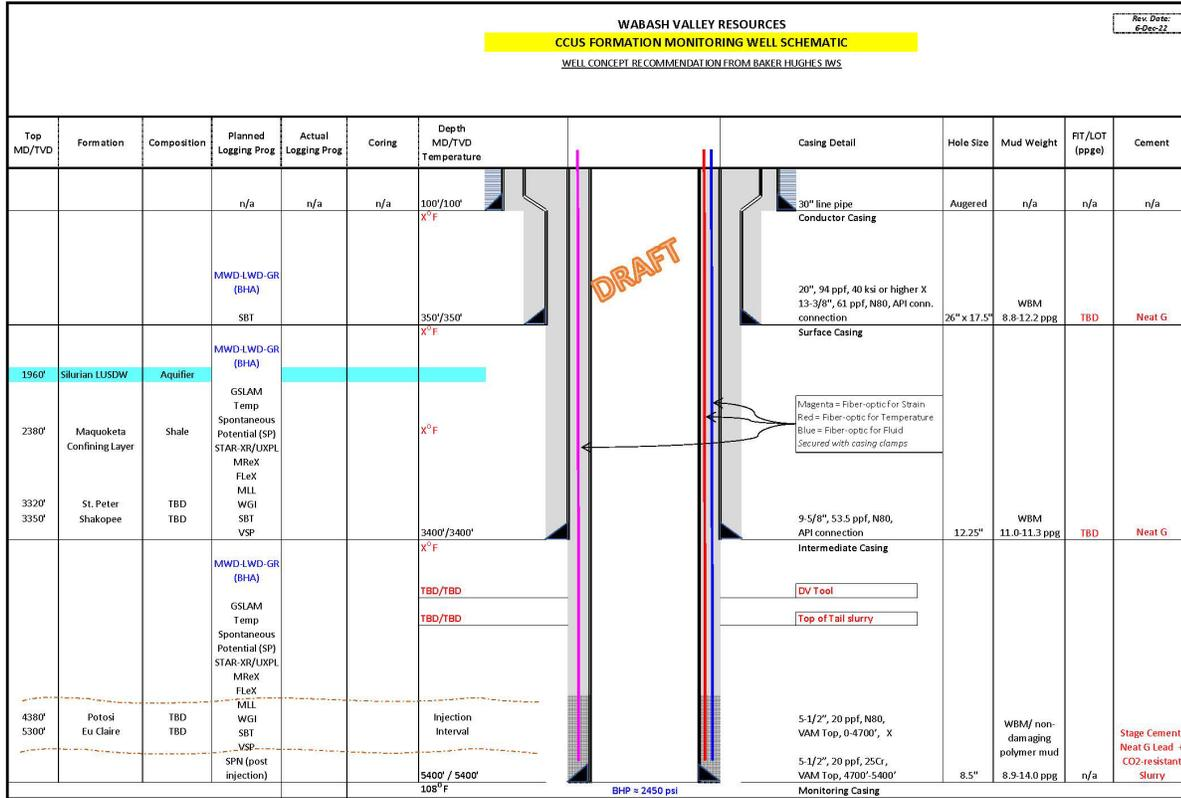 WABASH VALLEY RESOURCES
Rev. Date:
6-Dec-22
CCUS FORMATION MONITORING WELL SCHEMATIC
WELL CONCEPT RECOMMENDATION FROM BAKER HUGHES IWS
Top MD/TVD
Formation
Composition
Planned Logging Prog
Actual Logging Prog
Coring
Depth MD/TVD Temperature
Casing Detail
Hole Size
Mud Weight
FIT/LOT (ppge)
Cement
n/a n/a n/a 100'/100' 30" line pipe Augered n/a n/a n/a
X°F Conductor Casing
DRAFT
MWD-LWD-GR
(BHA)
20", 94 ppf, 40 ksi or higher X
13-3/8", 61 ppf, N80, API conn. WBM
SBT 350'/350' connection 26" x 17.5" 8.8-12.2 ppg TBD Neat G
X°F Surface Casing
MWD-LWD-GR
(BHA)
1960' Silurian LUSDW Aquifier
GSLAM
Temp
Spontaneous
2380' Maquoketa Shale Potential (SP) X°F
Confining Layer STAR-XR/UXPL
MReX
FLeX
MLL
Magenta = Fiber-optic for Strain
Red = Fiber-optic for Temperature
Blue = Fiber-optic for Fluid
Secured with casing clamps
3320' St. Peter TBD WGI
3350' Shakopee TBD SBT 9-5/8", 53.5 ppf, N80, WBM
VSP 3400'/3400' API connection 12.25" 11.0-11.3 ppg TBD Neat G
X°F Intermediate Casing
MWD-LWD-GR
(BHA)
TBD/TBD DV Tool
GSLAM
Temp
TBD/TBD Top of Tail slurry
Spontaneous
Potential (SP)
STAR-XR/UXPL
MReX
FLeX
MLL
4380' Potosi TBD WGI Injection 5-1/2", 20 ppf, N80, WBM/ non-
5300' Eu Claire TBD SBT Interval VAM Top, 0-4700', X damaging Stage Cement
VSP polymer mud Neat G Lead +
SPN (post 5-1/2", 20 ppf, 25Cr, CO2-resistant
injection) 5400' / 5400' VAM Top, 4700'-5400' 8.5" 8.9-14.0 ppg n/a Slurry
108°F BHP ≈ 2450 psi Monitoring Casing